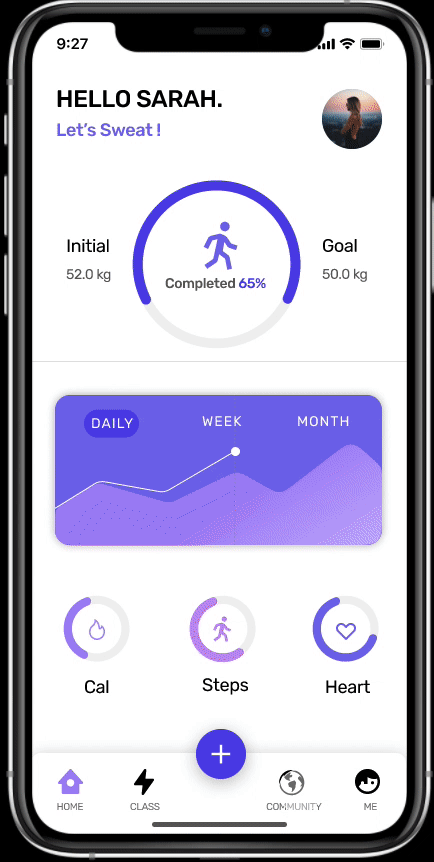 9:27
HELLO SARAH.
Let's Sweat !
Initial
52.0 kg
Completed 65%
Goal
50.0 kg
DAILY
WEEK
MONTH
Cal
Steps
Heart
HOME
CLASS
COMMUNITY
ME